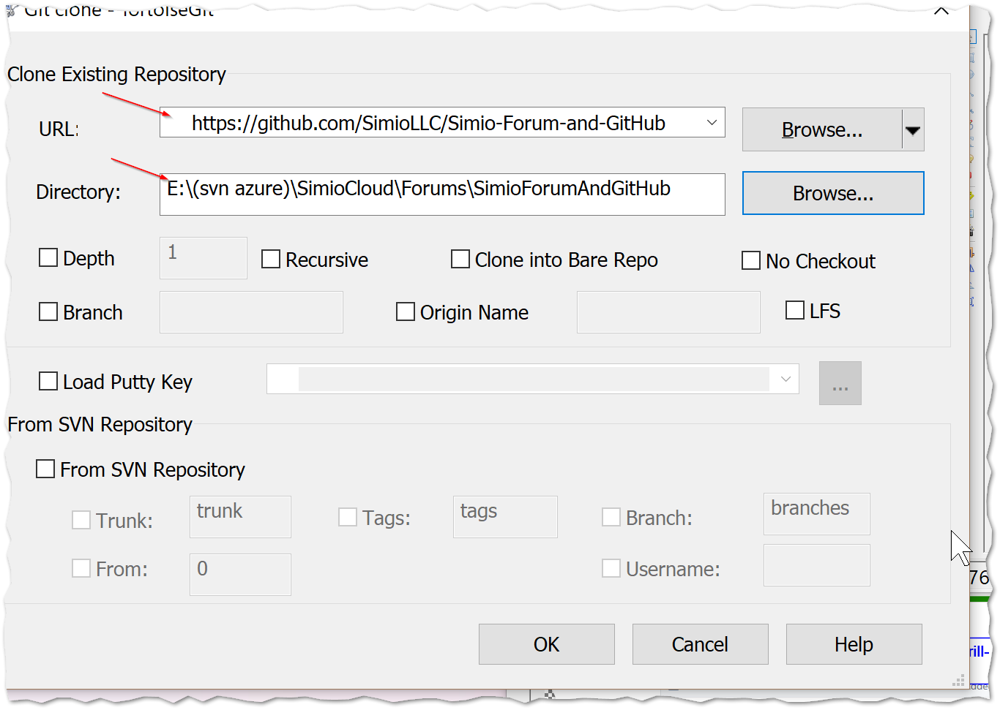 Git clone - TortoiseGit
Clone Existing Repository
URL: https://github.com/SimioLLC/Simio-Forum-and-GitHub Browse...
Directory: E:\(svn azure)\SimioCloud\Forums\SimioForumAndGitHub Browse...
Depth 1 Recursive Clone into Bare Repo No Checkout
Branch Origin Name LFS
Load Putty Key ...
From SVN Repository
From SVN Repository
Trunk: trunk Tags: tags Branch: branches
From: 0 Username:
76
OK Cancel Help
rill-